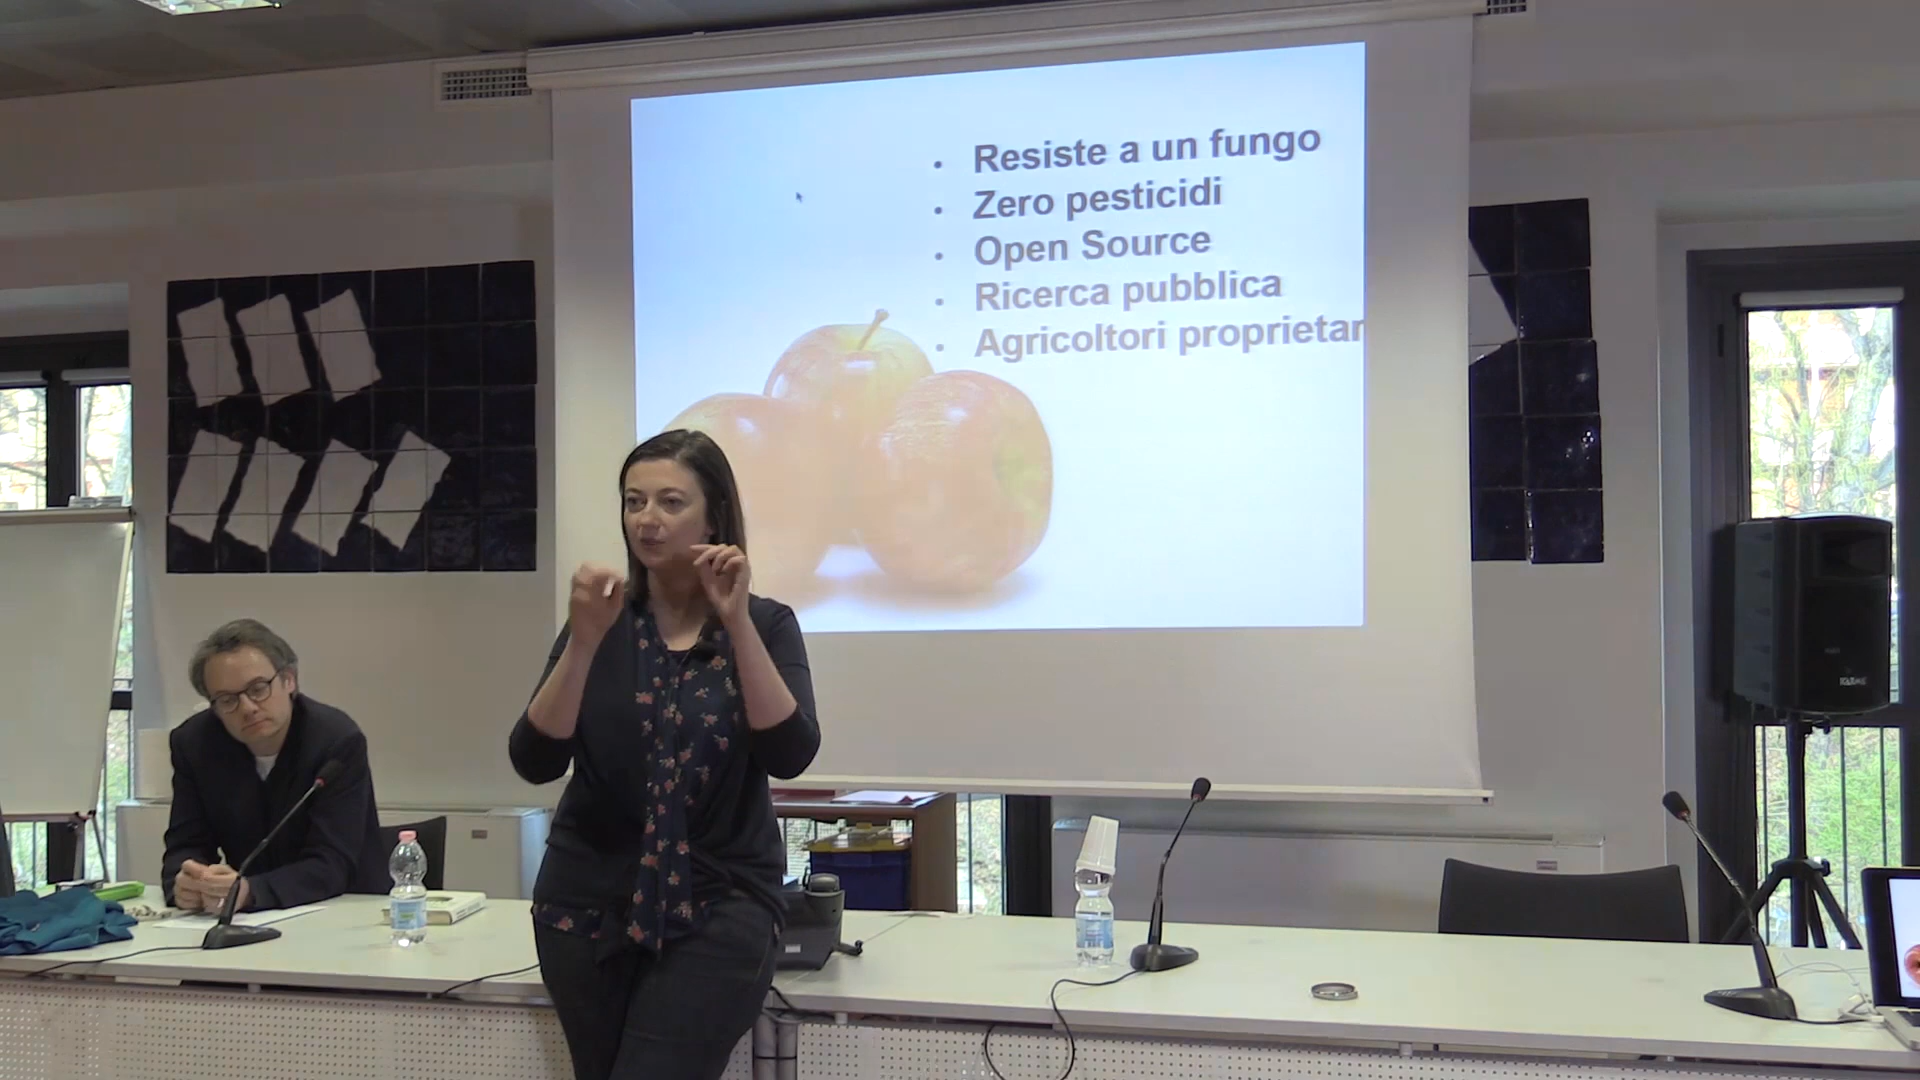 Resiste a un fungo
Zero pesticidi
Open Source
Ricerca pubblica
Agricoltori proprietar